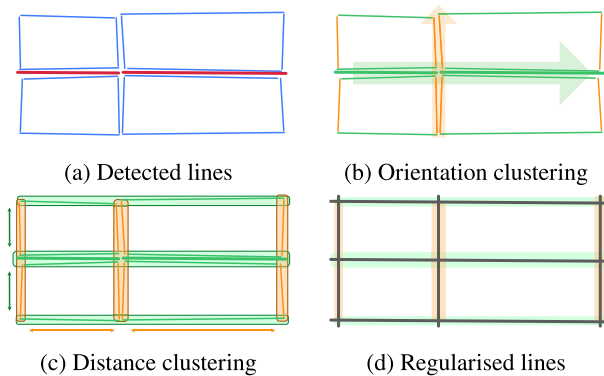 (a) Detected lines
(b) Orientation clustering
(c) Distance clustering
(d) Regularised lines